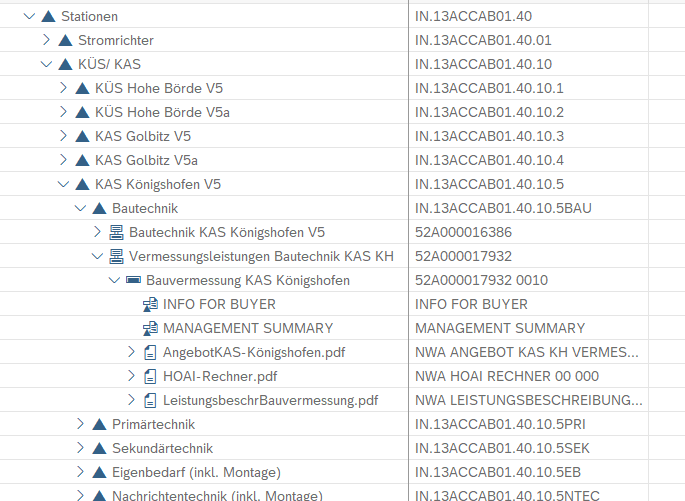 Stationen IN.13ACCAB01.40
Stromrichter IN.13ACCAB01.40.01
KÜS/ KAS IN.13ACCAB01.40.10
KÜS Hohe Börde V5 IN.13ACCAB01.40.10.1
KÜS Hohe Börde V5a IN.13ACCAB01.40.10.2
KAS Golbitz V5 IN.13ACCAB01.40.10.3
KAS Golbitz V5a IN.13ACCAB01.40.10.4
KAS Königshofen V5 IN.13ACCAB01.40.10.5
Bautechnik IN.13ACCAB01.40.10.5BAU
Bautechnik KAS Königshofen V5 52A000016386
Vermessungsleistungen Bautechnik KAS KH 52A000017932
Bauvermessung KAS Königshofen 52A000017932 0010
INFO FOR BUYER INFO FOR BUYER
MANAGEMENT SUMMARY MANAGEMENT SUMMARY
AngebotKAS-Königshofen.pdf NWA ANGEBOT KAS KH VERMES...
HOAI-Rechner.pdf NWA HOAI RECHNER 00 000
LeistungsbeschrBauvermessung.pdf NWA LEISTUNGSBESCHREIBUNG...
Primärtechnik IN.13ACCAB01.40.10.5PRI
Sekundärtechnik IN.13ACCAB01.40.10.5SEK
Eigenbedarf (inkl. Montage) IN.13ACCAB01.40.10.5EB
Nachrichtentechnik (inkl. Montage) IN.13ACCAB01.40.10.5NTEC